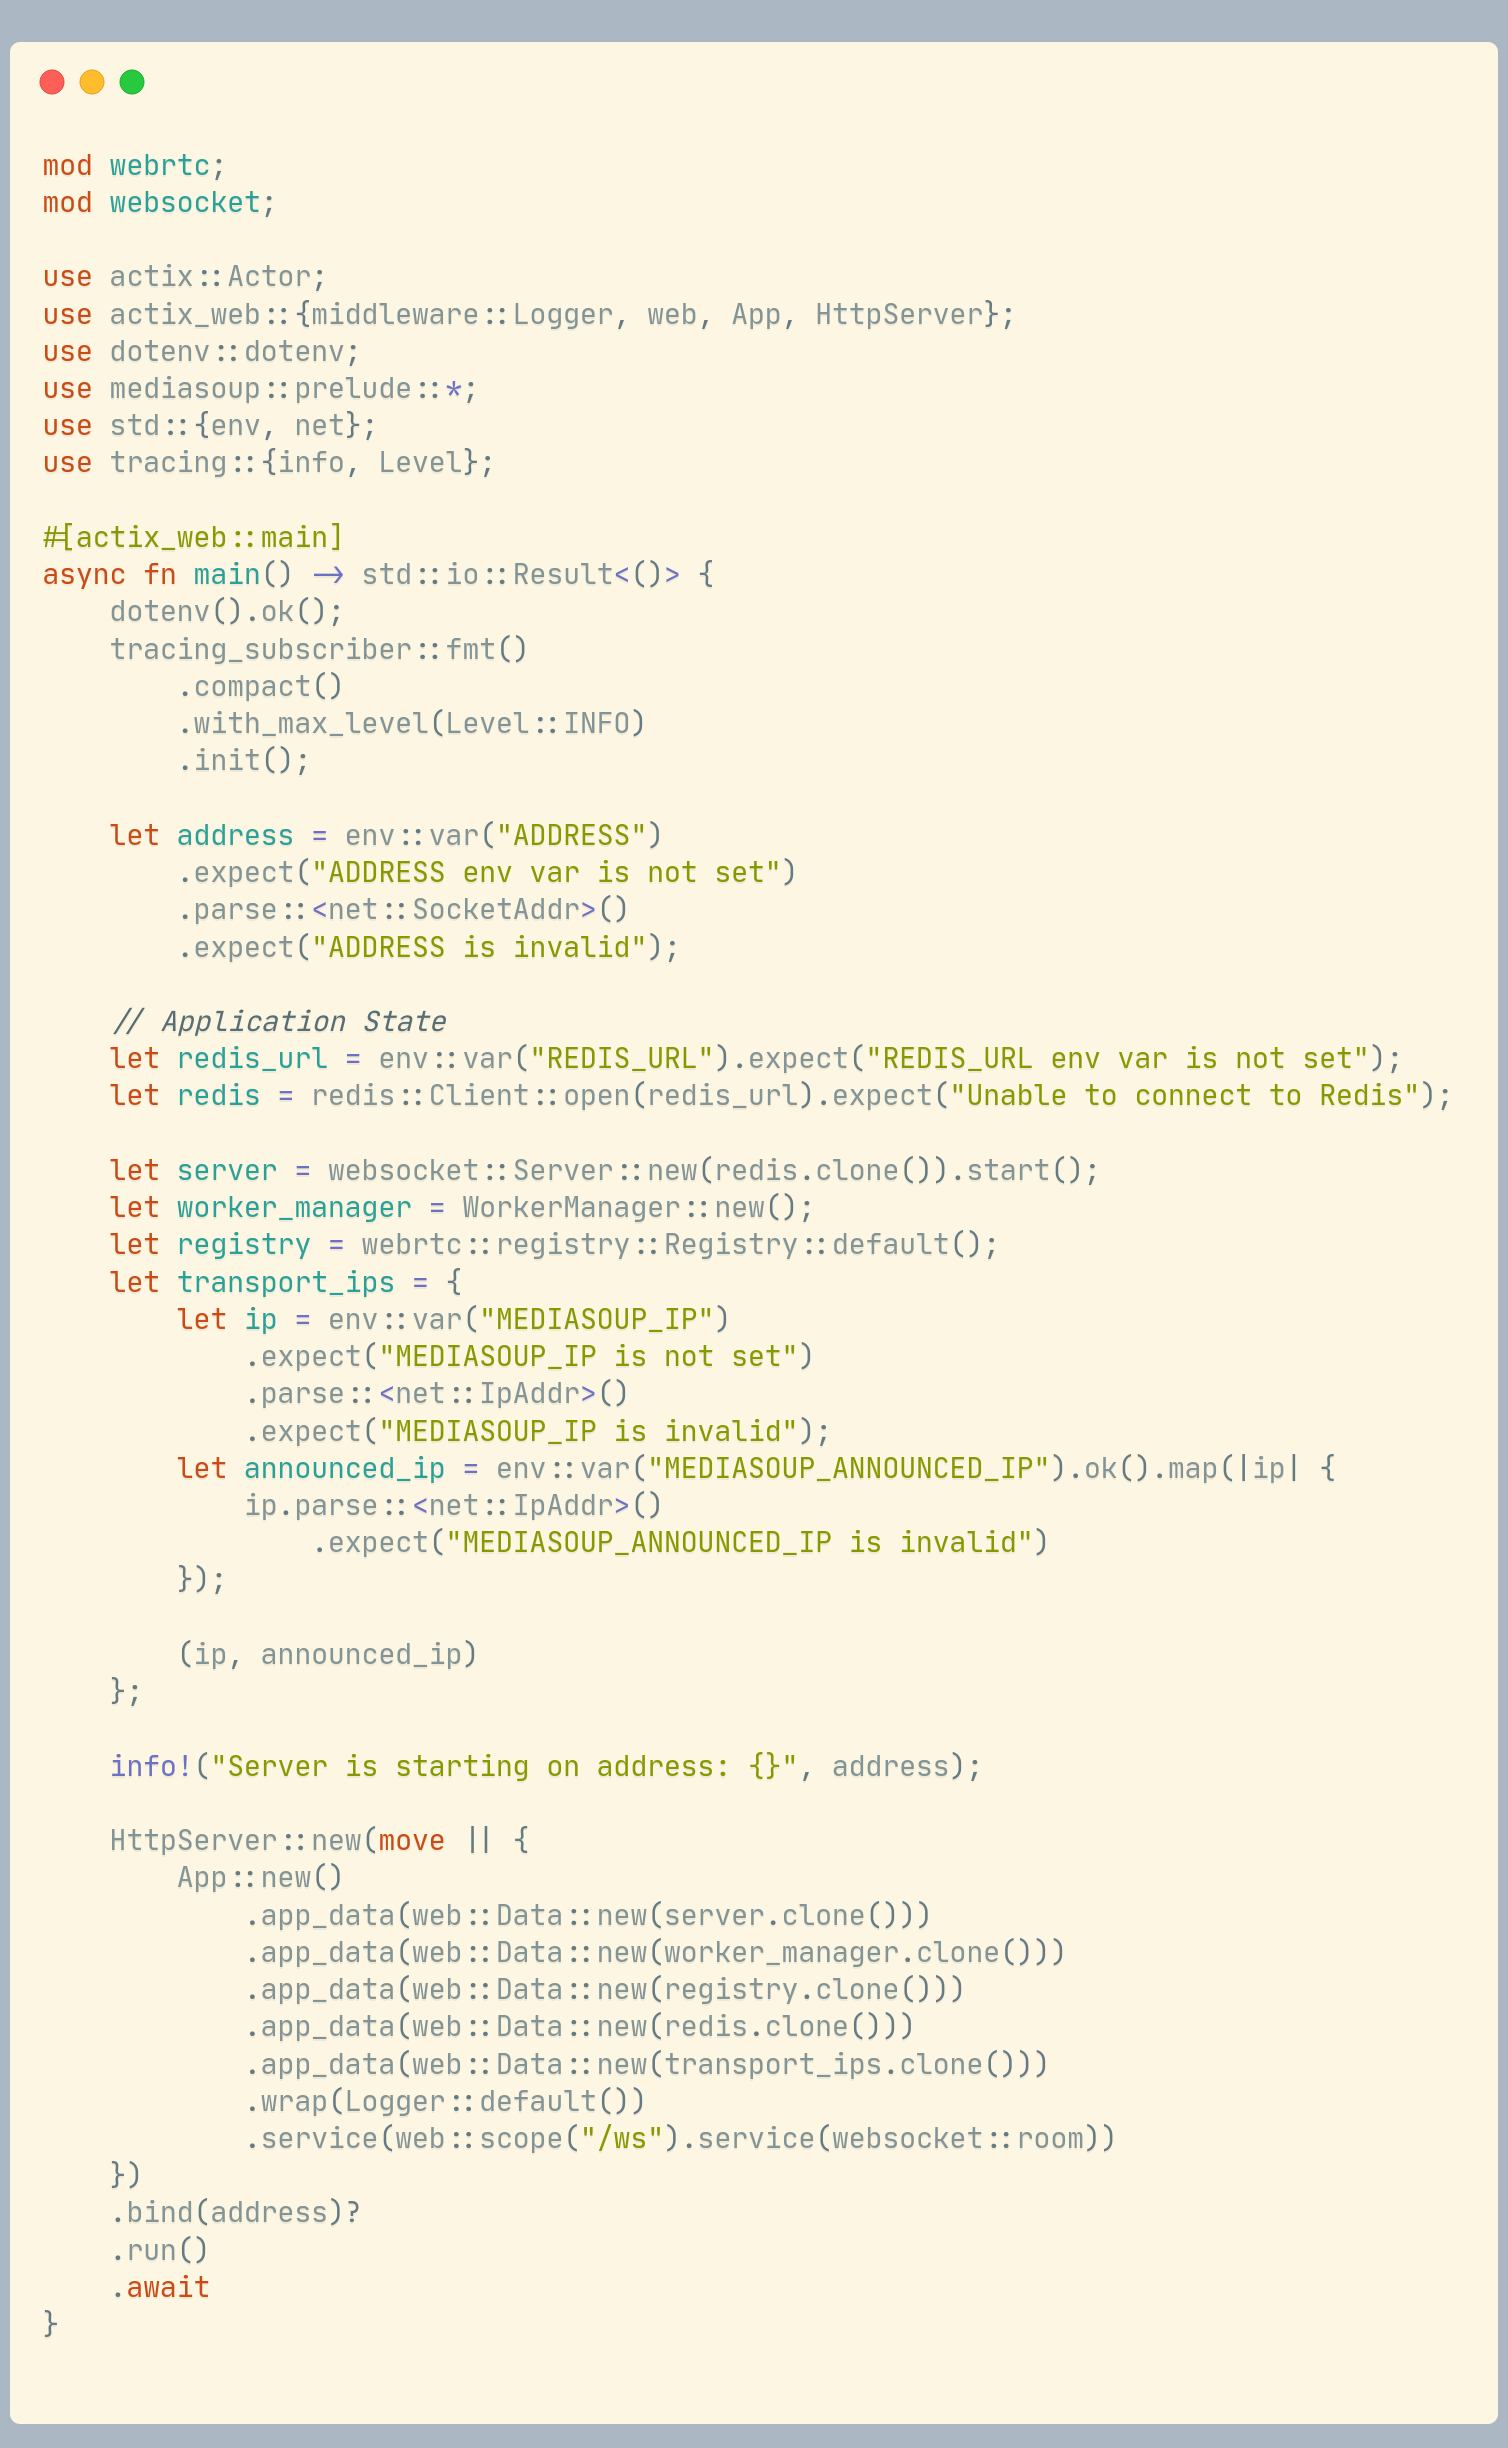 mod webrtc;
mod websocket;

use actix::Actor;
use actix_web::{middleware::Logger, web, App, HttpServer};
use dotenv::dotenv;
use mediasoup::prelude::*;
use std::{env, net};
use tracing::{info, Level};

#[actix_web::main]
async fn main() -> std::io::Result<()> {
    dotenv().ok();
    tracing_subscriber::fmt()
        .compact()
        .with_max_level(Level::INFO)
        .init();

    let address = env::var("ADDRESS")
        .expect("ADDRESS env var is not set")
        .parse::<net::SocketAddr>()
        .expect("ADDRESS is invalid");

    // Application State
    let redis_url = env::var("REDIS_URL").expect("REDIS_URL env var is not set");
    let redis = redis::Client::open(redis_url).expect("Unable to connect to Redis");

    let server = websocket::Server::new(redis.clone()).start();
    let worker_manager = WorkerManager::new();
    let registry = webrtc::registry::Registry::default();
    let transport_ips = {
        let ip = env::var("MEDIASOUP_IP")
            .expect("MEDIASOUP_IP is not set")
            .parse::<net::IpAddr>()
            .expect("MEDIASOUP_IP is invalid");
        let announced_ip = env::var("MEDIASOUP_ANNOUNCED_IP").ok().map(|ip| {
            ip.parse::<net::IpAddr>()
                .expect("MEDIASOUP_ANNOUNCED_IP is invalid")
        });

        (ip, announced_ip)
    };

    info!("Server is starting on address: {}", address);

    HttpServer::new(move || {
        App::new()
            .app_data(web::Data::new(server.clone()))
            .app_data(web::Data::new(worker_manager.clone()))
            .app_data(web::Data::new(registry.clone()))
            .app_data(web::Data::new(redis.clone()))
            .app_data(web::Data::new(transport_ips.clone()))
            .wrap(Logger::default())
            .service(web::scope("/ws").service(websocket::room))
    })
    .bind(address)?
    .run()
    .await
}